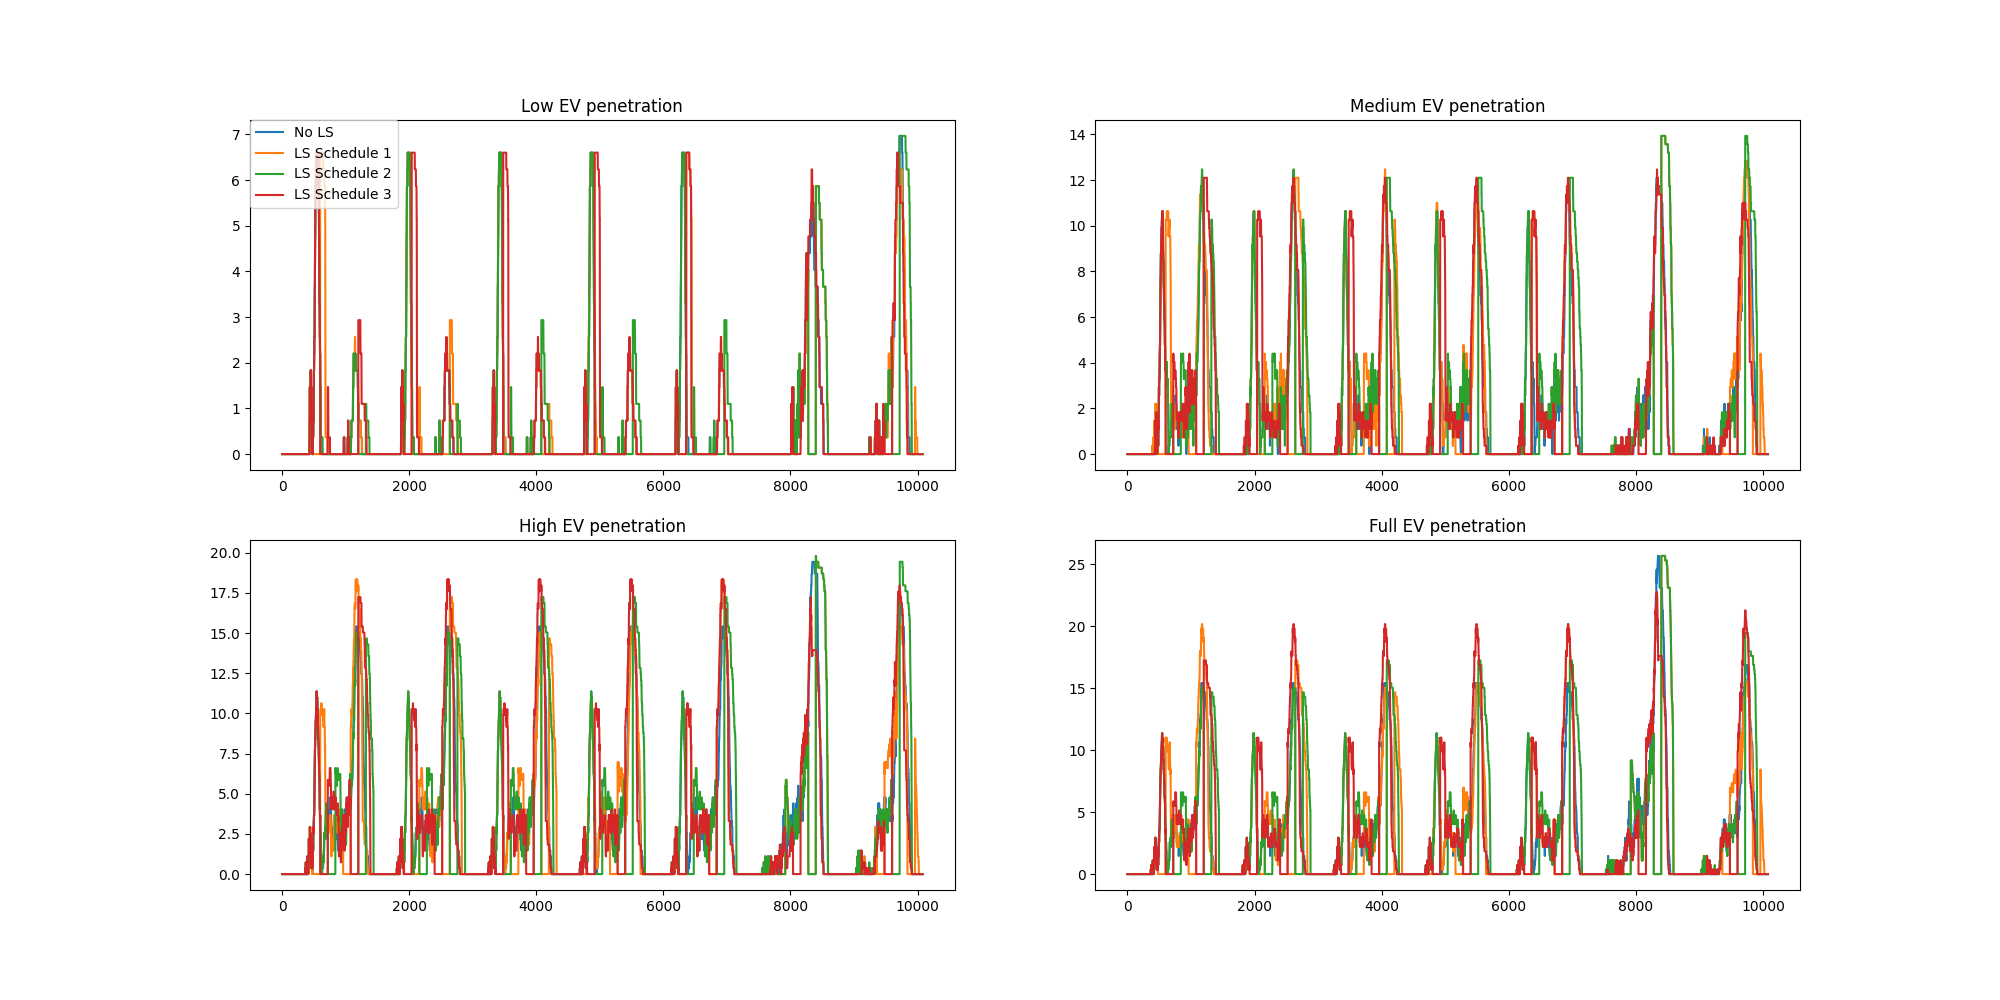 Low EV penetration
7
6
5
4
3
2
1
0
No LS
LS Schedule 1
LS Schedule 2
LS Schedule 3
0 2000 4000 6000 8000 10000
Medium EV penetration
14
12
10
8
6
4
2
0
0 2000 4000 6000 8000 10000
High EV penetration
20.0
17.5
15.0
12.5
10.0
7.5
5.0
2.5
0.0
0 2000 4000 6000 8000 10000
Full EV penetration
25
20
15
10
5
0
0 2000 4000 6000 8000 10000